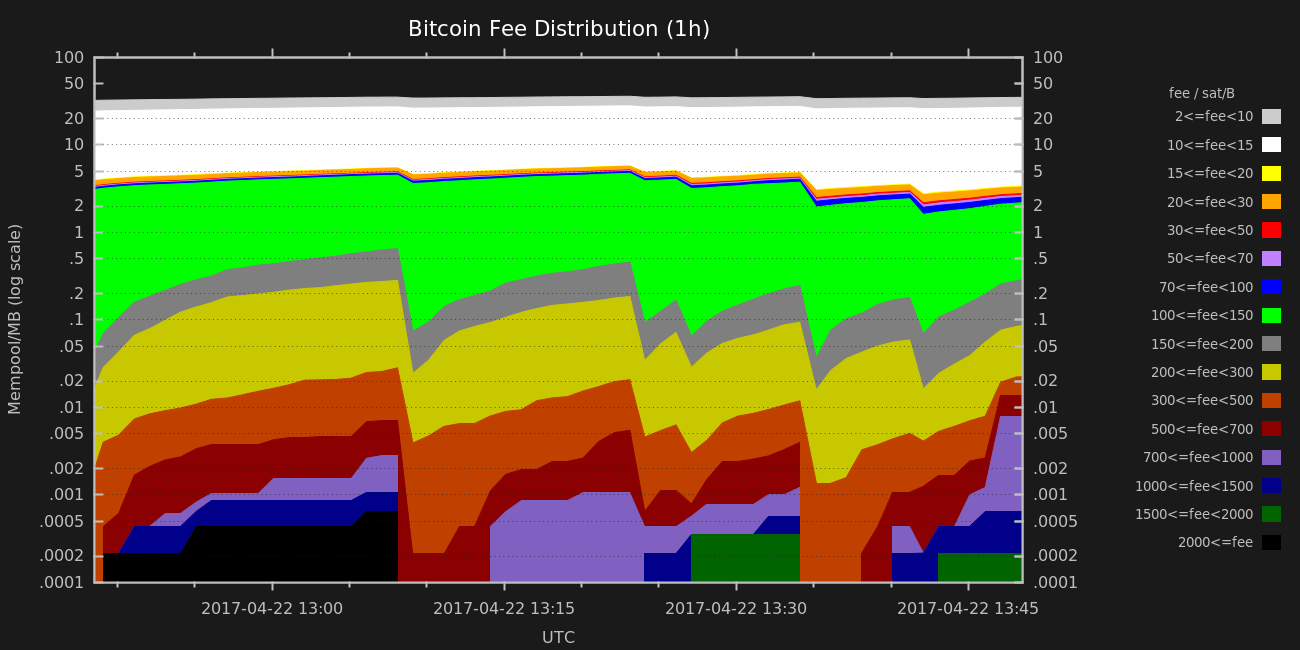 Bitcoin Fee Distribution (1h)
100 100
50 50
20 20
10 10
5 5
2 2
1 1
.5 .5
.2 .2
.1 .1
.05 .05
.02 .02
.01 .01
.005 .005
.002 .002
.001 .001
.0005 .0005
.0002 .0002
.0001 .0001
Mempool/MB (log scale)
2017-04-22 13:00 2017-04-22 13:15 2017-04-22 13:30 2017-04-22 13:45
UTC
fee / sat/B
2<=fee<10
10<=fee<15
15<=fee<20
20<=fee<30
30<=fee<50
50<=fee<70
70<=fee<100
100<=fee<150
150<=fee<200
200<=fee<300
300<=fee<500
500<=fee<700
700<=fee<1000
1000<=fee<1500
1500<=fee<2000
2000<=fee